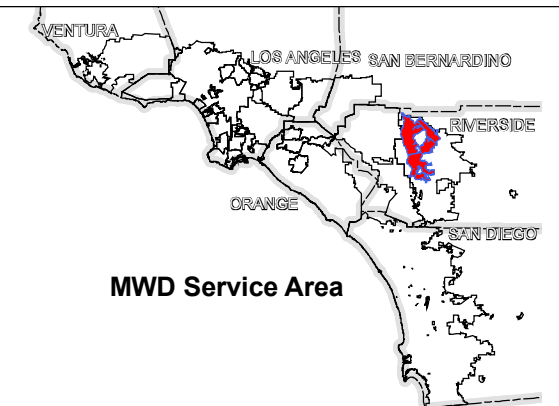 VENTURA
LOS ANGELES
SAN BERNARDINO
RIVERSIDE
ORANGE
SAN DIEGO
MWD Service Area